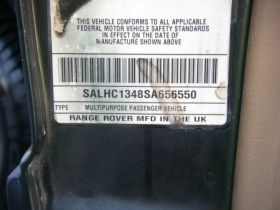 THIS VEHICLE CONFORMS TO ALL APPLICABLE
FEDERAL MOTOR VEHICLE SAFETY STANDARDS
IN EFFECT ON THE DATE OF
MANUFACTURE SHOWN ABOVE
SALHC1348SA656550
TYPE MULTIPURPOSE PASSENGER VEHICLE
RANGE ROVER MFD IN THE UK